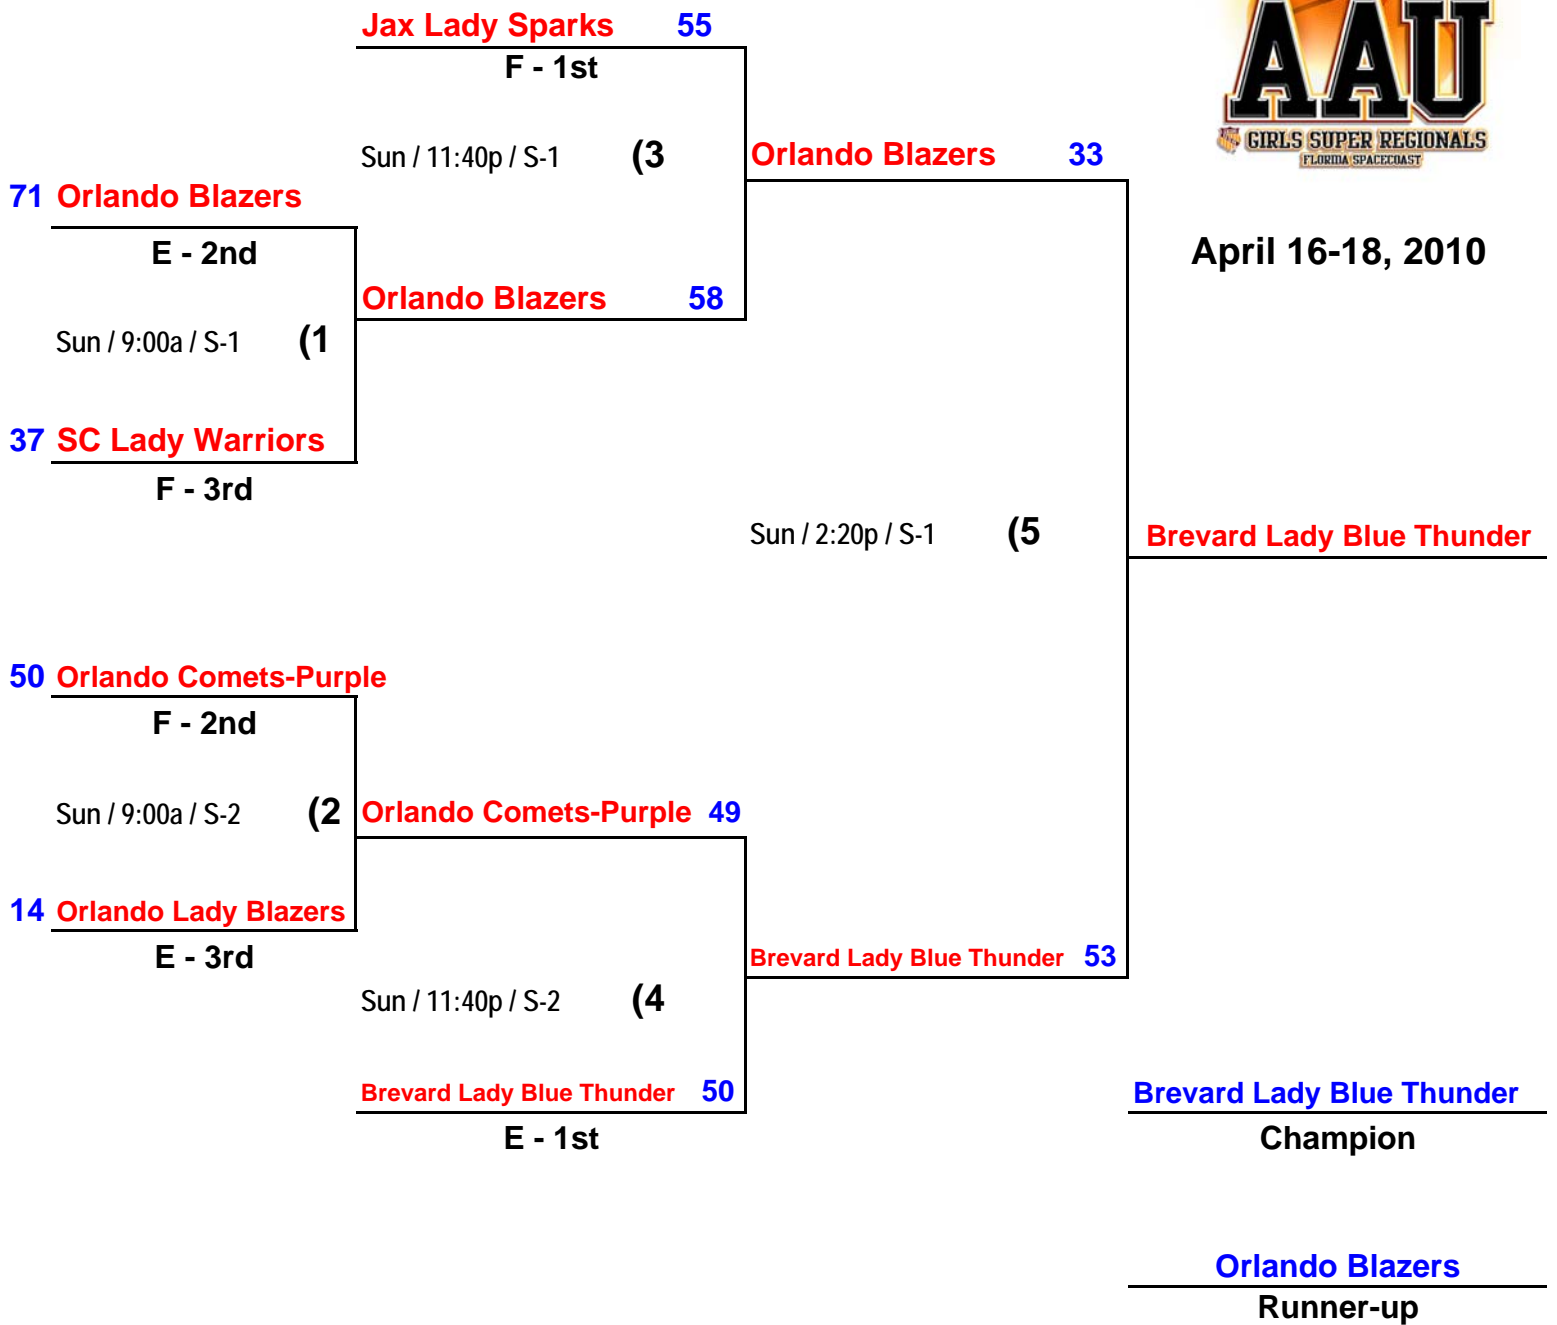 Jax Lady Sparks 55
F - 1st
AAU
GIRLS SUPER REGIONALS
FLORIDA SPACECOAST
Sun / 11:40p / S-1 (3
Orlando Blazers 33
71 Orlando Blazers
E - 2nd
April 16-18, 2010
Orlando Blazers 58
Sun / 9:00a / S-1 (1
37 SC Lady Warriors
F - 3rd
Sun / 2:20p / S-1 (5
Brevard Lady Blue Thunder
50 Orlando Comets-Purple
F - 2nd
Sun / 9:00a / S-2 (2
Orlando Comets-Purple 49
14 Orlando Lady Blazers
E - 3rd
Brevard Lady Blue Thunder 53
Sun / 11:40p / S-2 (4
Brevard Lady Blue Thunder 50
E - 1st
Brevard Lady Blue Thunder
Champion
Orlando Blazers
Runner-up